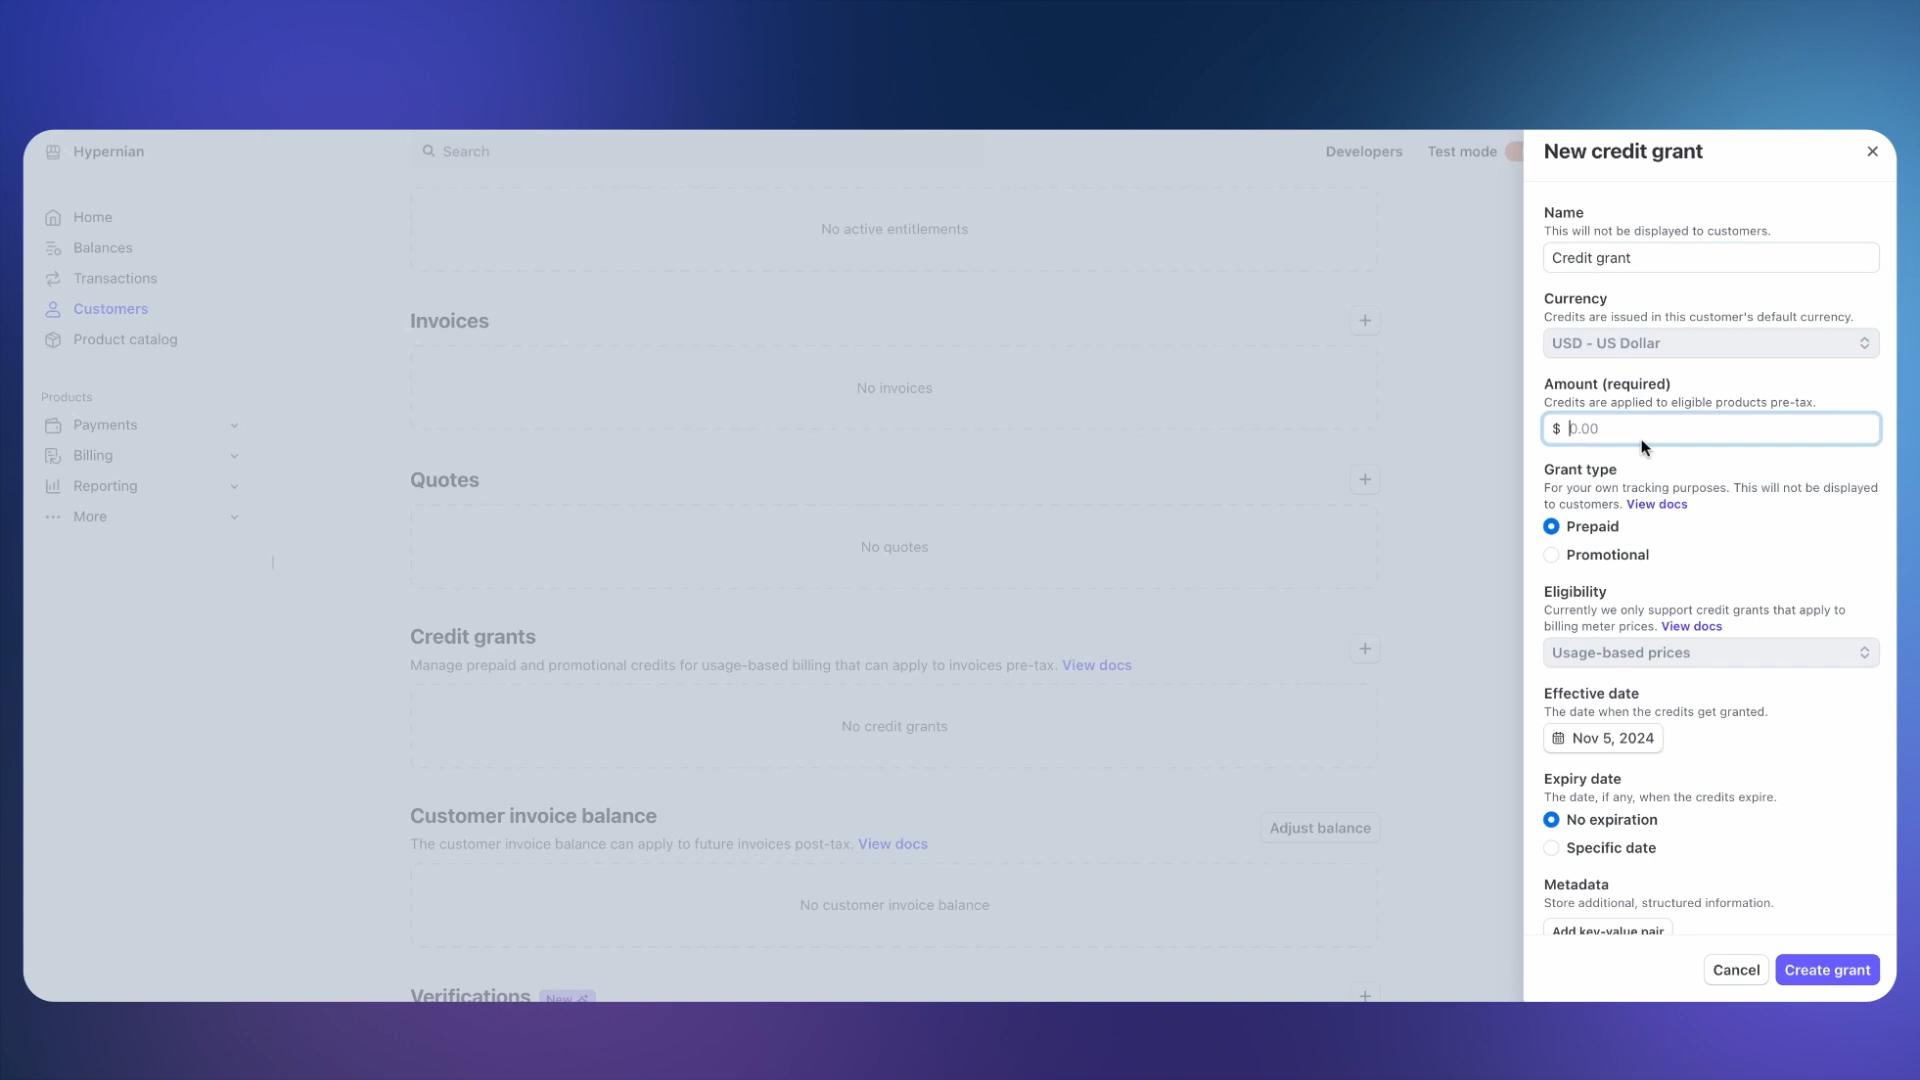 Hypernian
Search
Developers
Test mode
Home
Balances
Transactions
Customers
Product catalog
Products
Payments
Billing
Reporting
More
No active entitlements
Invoices
No invoices
Quotes
No quotes
Credit grants
Manage prepaid and promotional credits for usage-based billing that can apply to invoices pre-tax. View docs
No credit grants
Customer invoice balance
The customer invoice balance can apply to future invoices post-tax. View docs
Adjust balance
No customer invoice balance
Verifications New
New credit grant
Name
This will not be displayed to customers.
Credit grant
Currency
Credits are issued in this customer's default currency.
USD - US Dollar
Amount (required)
Credits are applied to eligible products pre-tax.
$ 0.00
Grant type
For your own tracking purposes. This will not be displayed
to customers. View docs
Prepaid
Promotional
Eligibility
Currently we only support credit grants that apply to
billing meter prices. View docs
Usage-based prices
Effective date
The date when the credits get granted.
Nov 5, 2024
Expiry date
The date, if any, when the credits expire.
No expiration
Specific date
Metadata
Store additional, structured information.
Add key-value pair
Cancel
Create grant